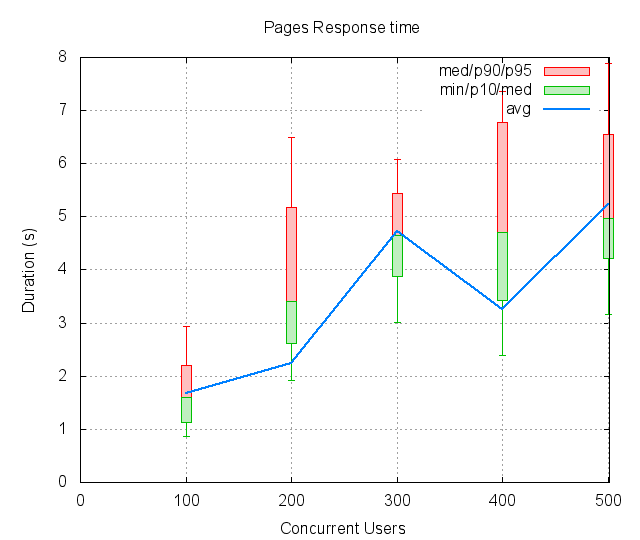 Pages Response time
8
7
6
5
4
3
2
1
0
Duration (s)
med/p90/p95
min/p10/med
avg
0 100 200 300 400 500
Concurrent Users